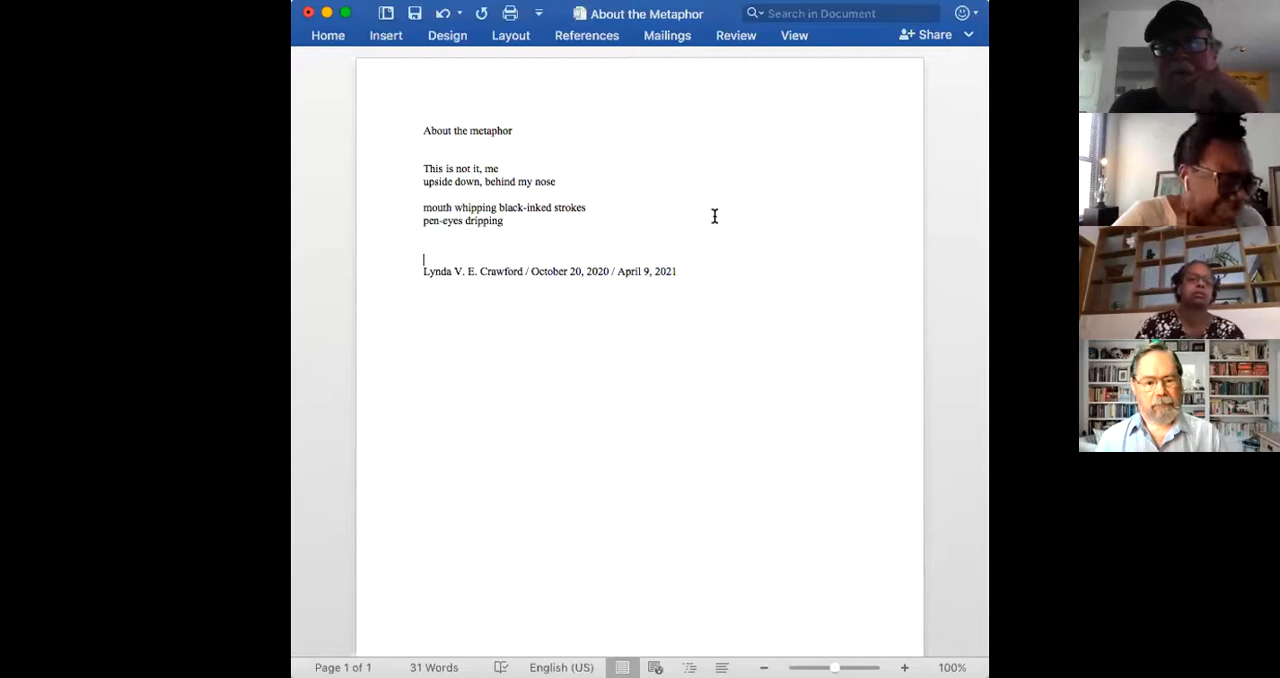 About the Metaphor
Search in Document
Home Insert Design Layout References Mailings Review View Share
About the metaphor
This is not it, me
upside down, behind my nose
mouth whipping black-inked strokes
pen-eyes dripping
Lynda V. E. Crawford / October 20, 2020 / April 9, 2021
Page 1 of 1 31 Words English (US) 100%